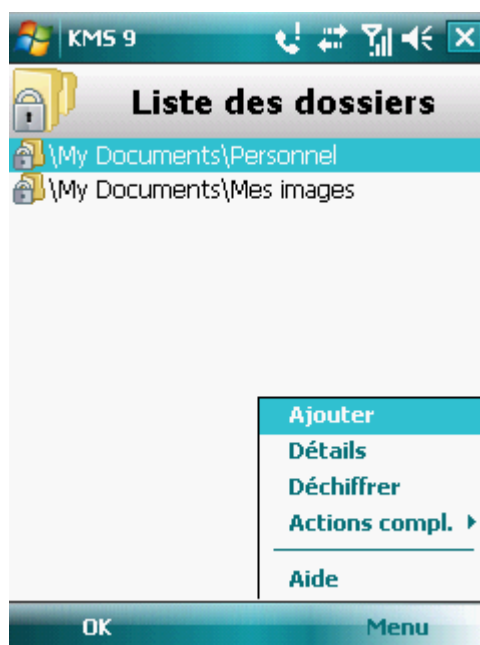 KMS 9
Liste des dossiers
\My Documents\Personnel
\My Documents\Mes images
Ajouter
Détails
Déchiffrer
Actions compl.
Aide
OK Menu